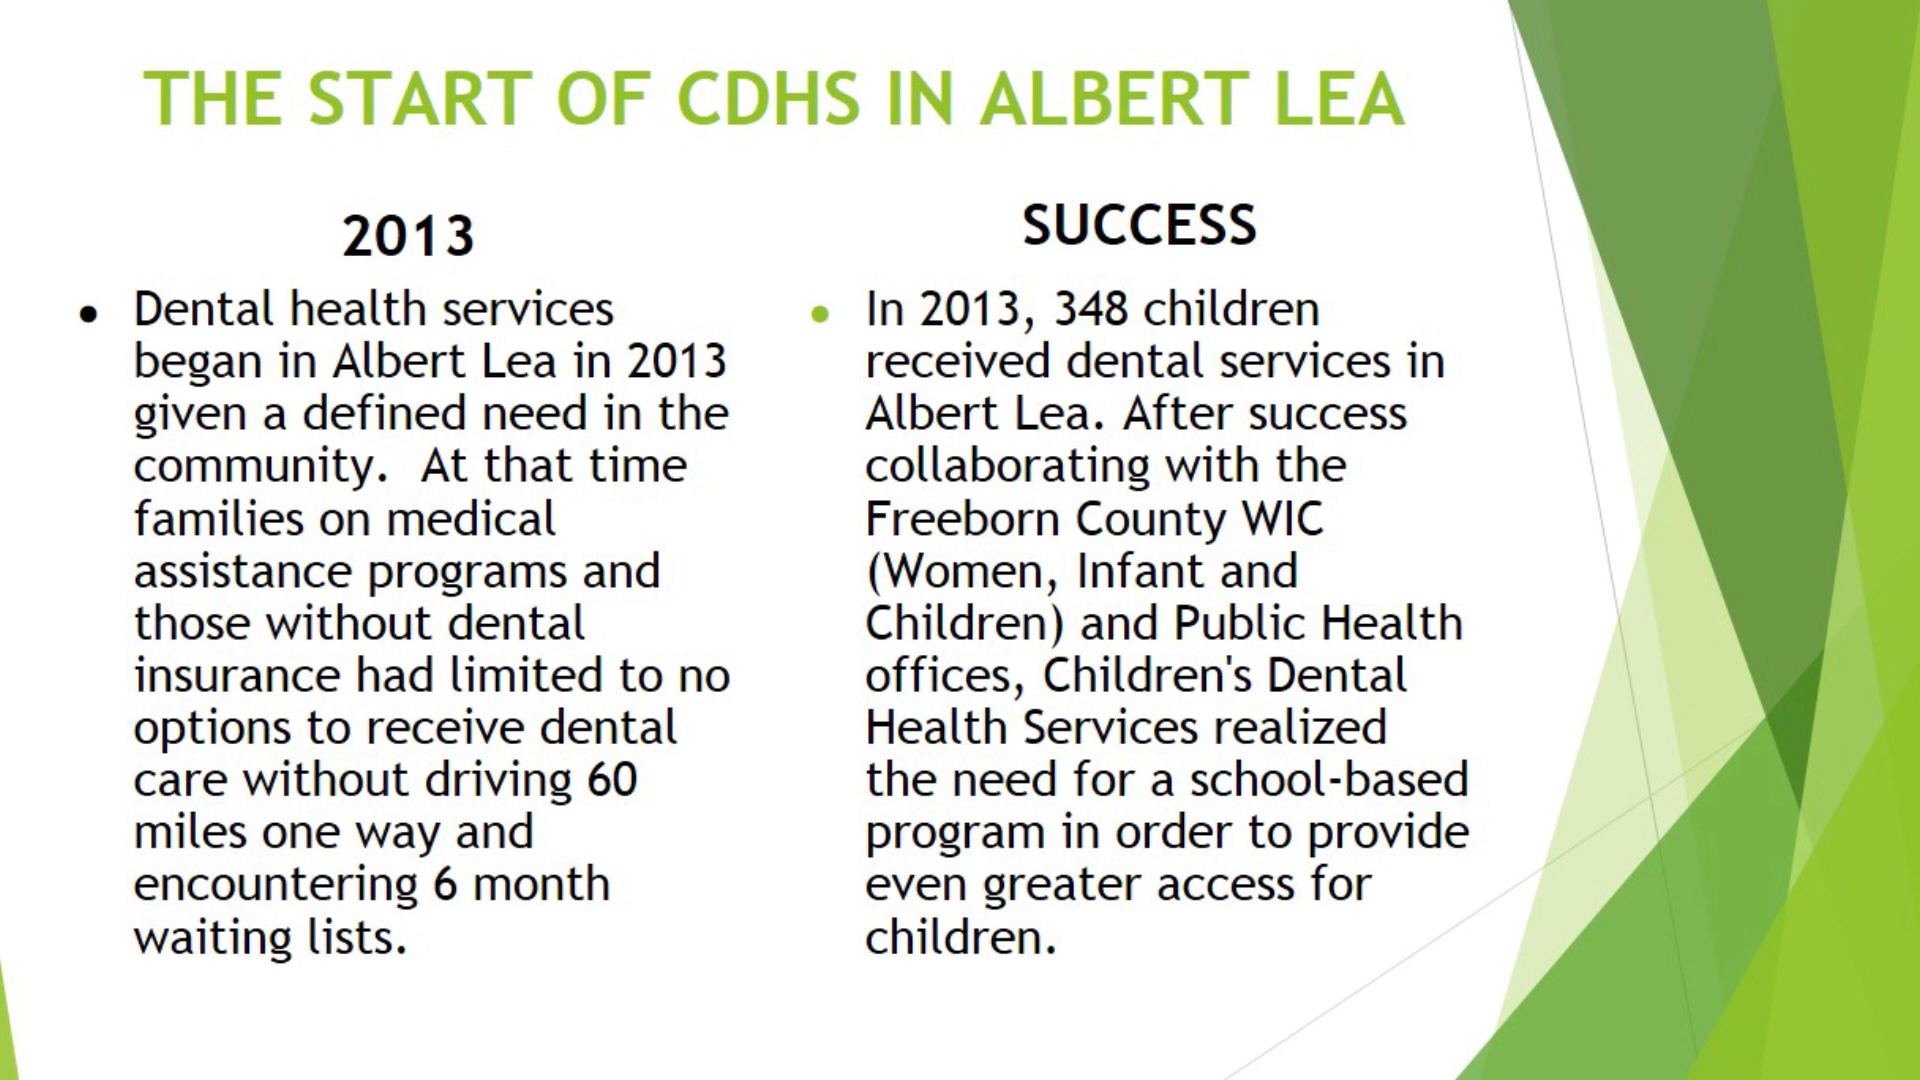 THE START OF CDHS IN ALBERT LEA
2013
• Dental health services
began in Albert Lea in 2013
given a defined need in the
community.  At that time
families on medical
assistance programs and
those without dental
insurance had limited to no
options to receive dental
care without driving 60
miles one way and
encountering 6 month
waiting lists.
SUCCESS
• In 2013, 348 children
received dental services in
Albert Lea. After success
collaborating with the
Freeborn County WIC
(Women, Infant and
Children) and Public Health
offices, Children's Dental
Health Services realized
the need for a school-based
program in order to provide
even greater access for
children.